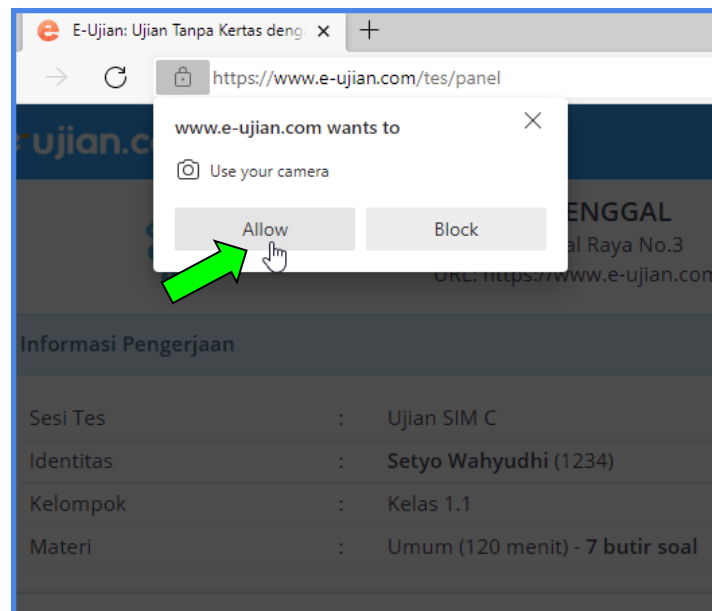 E-Ujian: Ujian Tanpa Kertas deng
https://www.e-ujian.com/tes/panel
www.e-ujian.com wants to
Use your camera
Allow
Block
ujian.c
ENGGAL
al Raya No.3
URL: https://www.e-ujian.com
Informasi Pengerjaan
Sesi Tes : Ujian SIM C
Identitas : Setyo Wahyudhi (1234)
Kelompok : Kelas 1.1
Materi : Umum (120 menit) - 7 butir soal